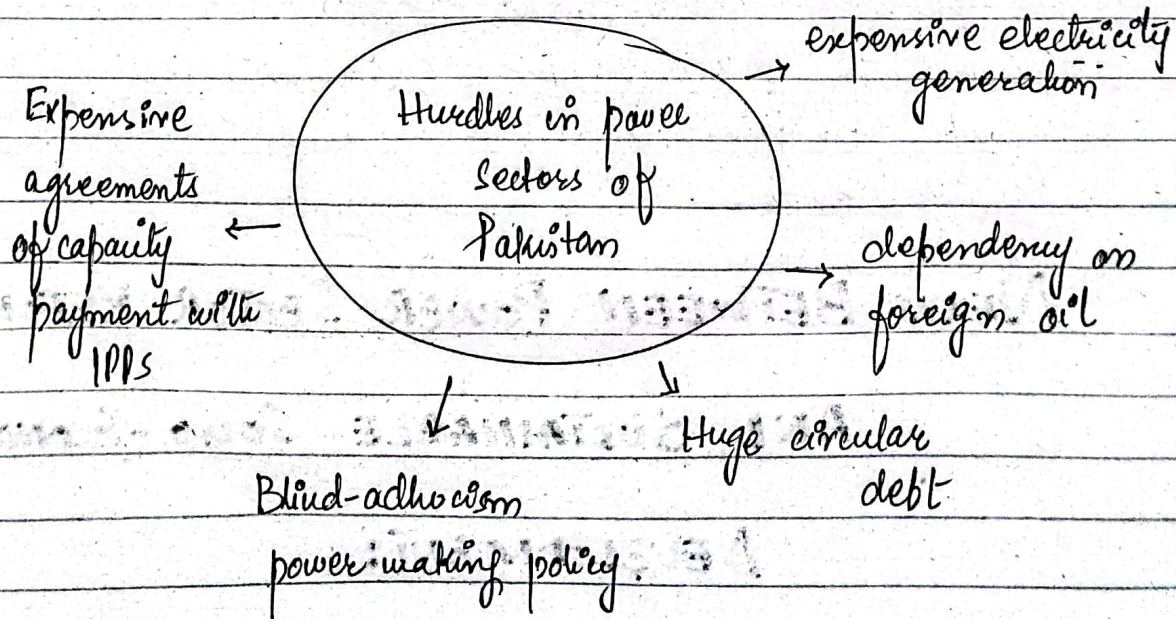 expensive electricity
generation
Hurdles in power
Sectors of
Pakistan
Expensive
agreements
of capacity
payment with
IPPs
dependency on
foreign oil
Huge circular
debt
Blind-adhocism
power making policy.